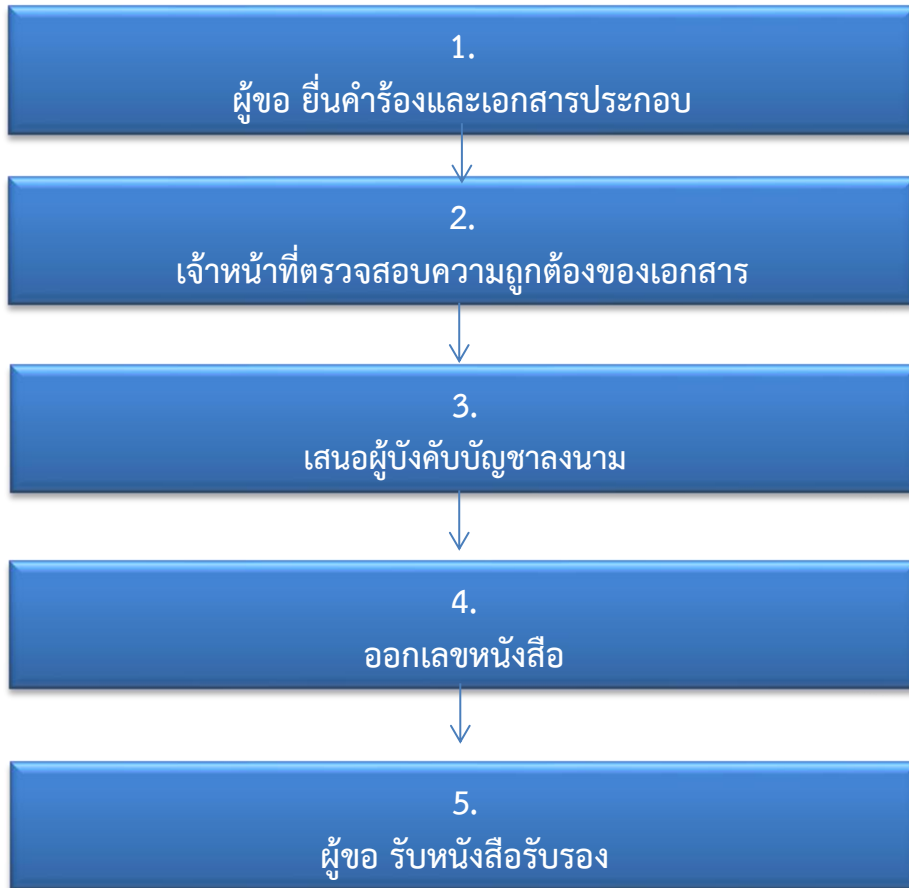 1.
ผู้ขอ ยื่นคำร้องและเอกสารประกอบ
2.
เจ้าหน้าที่ตรวจสอบความถูกต้องของเอกสาร
3.
เสนอผู้บังคับบัญชาลงนาม
4.
ออกเลขหนังสือ
5.
ผู้ขอ รับหนังสือรับรอง